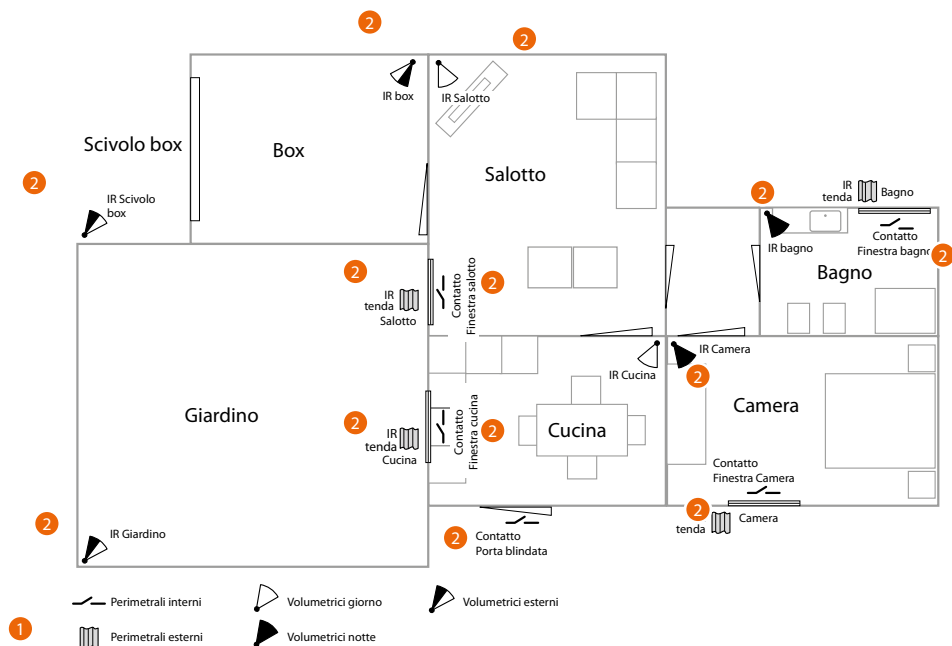 2
2
IR box
IR Salotto
Scivolo box
Box
Salotto
2
IR Scivolo
box
2
IR
tenda
Bagno
IR bagno
Contatto
Finestra bagno
2
Bagno
2
IR
tenda
Salotto
Contatto
Finestra salotto
2
IR Cucina
IR Camera
2
Giardino
2
IR
tenda
Cucina
Contatto
Finestra cucina
2
Cucina
Camera
Contatto
Finestra Camera
2
tenda
Camera
2
IR Giardino
2
Contatto
Porta blindata
Perimetrali interni
Volumetrici giorno
Volumetrici esterni
1
Perimetrali esterni
Volumetrici notte